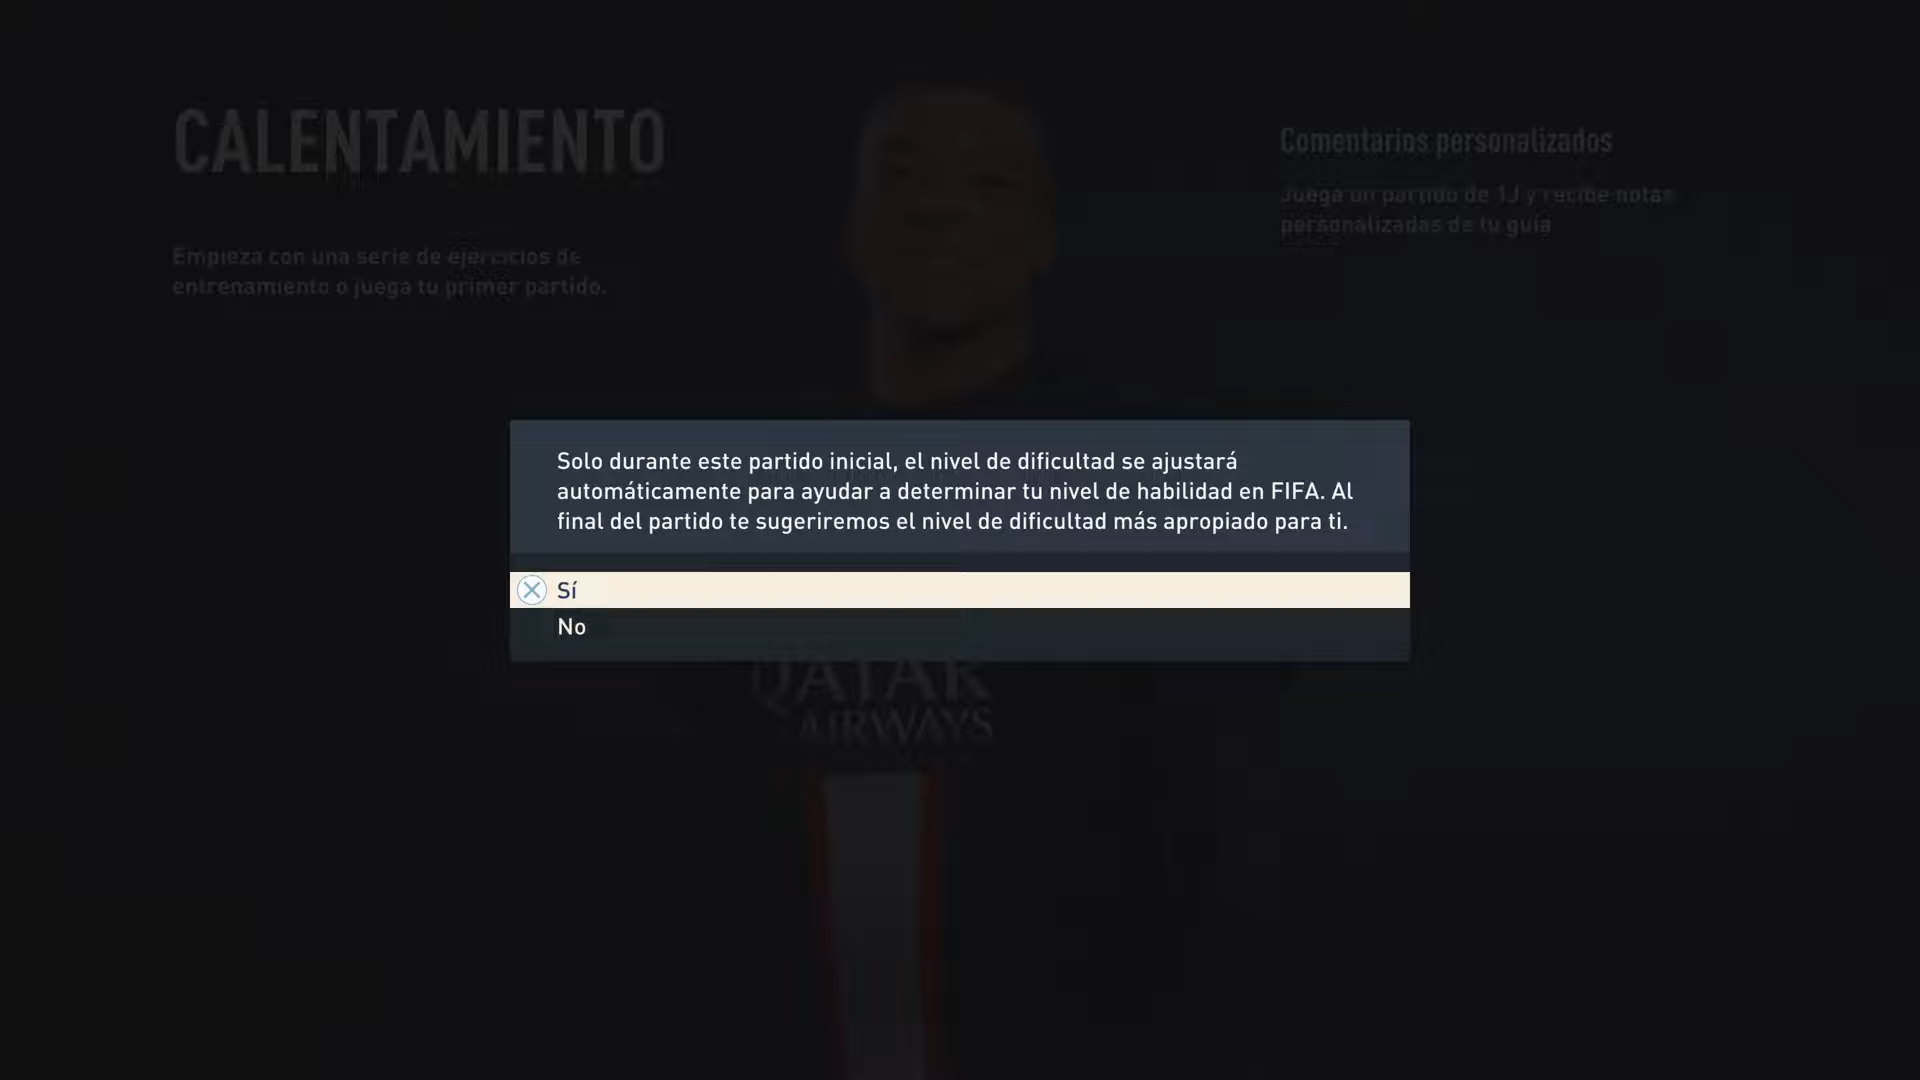 CALENTAMIENTO
Empieza con una serie de ejercicios de
entrenamiento o juega tu primer partido.
Comentarios personalizados
Juega un partido de 1J y recibe notas
personalizadas de tu guía
Solo durante este partido inicial, el nivel de dificultad se ajustará
automáticamente para ayudar a determinar tu nivel de habilidad en FIFA. Al
final del partido te sugeriremos el nivel de dificultad más apropiado para ti.
Sí
No
QATAR
AIRWAYS